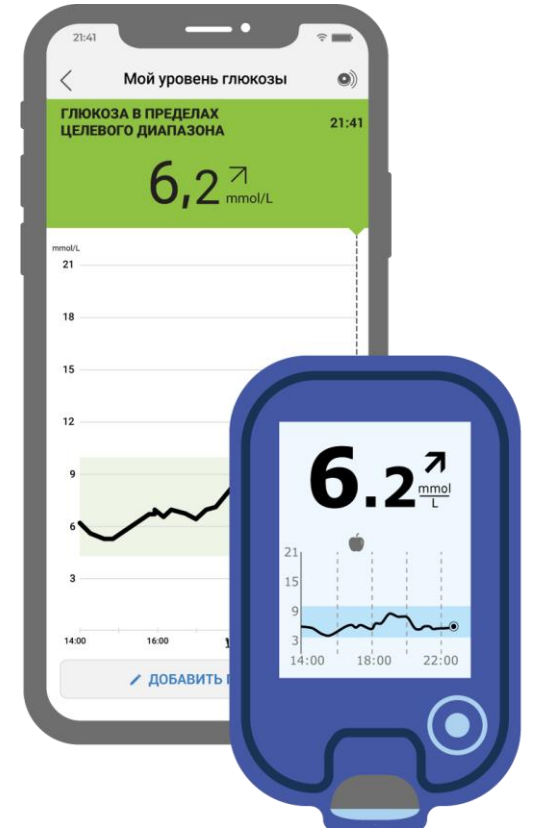 21:41
Мой уровень глюкозы
ГЛЮКОЗА В ПРЕДЕЛАХ
ЦЕЛЕВОГО ДИАПАЗОНА
21:41
6,2 mmol/L
mmol/L
21
18
15
12
9
6
3
14:00 16:00
ДОБАВИТЬ
6.2 mmol
L
21
15
9
3
14:00 18:00 22:00